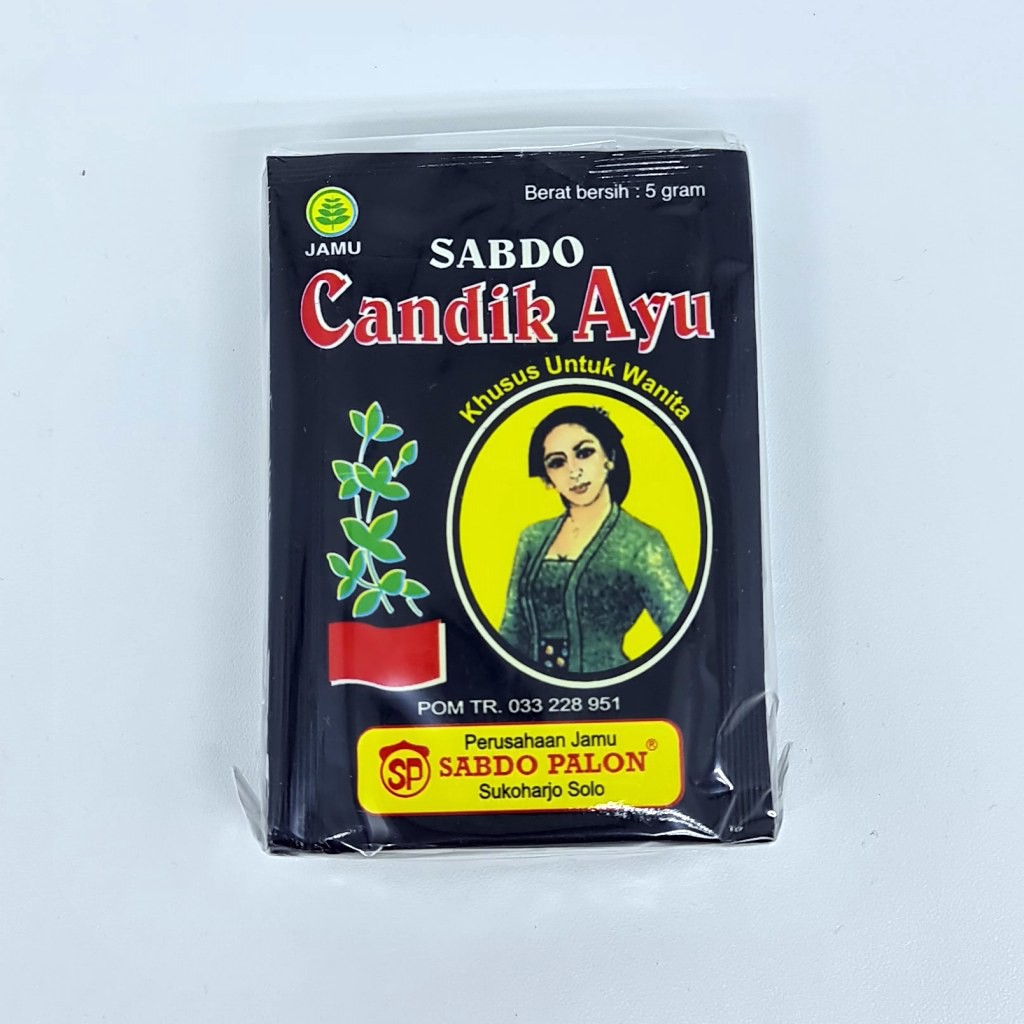 Berat bersih : 5 gram
JAMU
SABDO
Candik Ayu
Khusus Untuk Wanita
POM TR. 033 228 951
Perusahaan Jamu
SP SABDO PALON®
Sukoharjo Solo